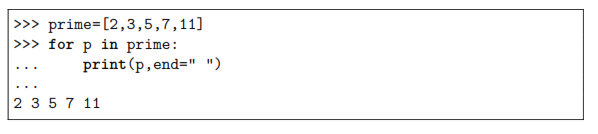 >>> prime=[2,3,5,7,11]
>>> for p in prime:
...     print(p,end=" ")
...
2 3 5 7 11